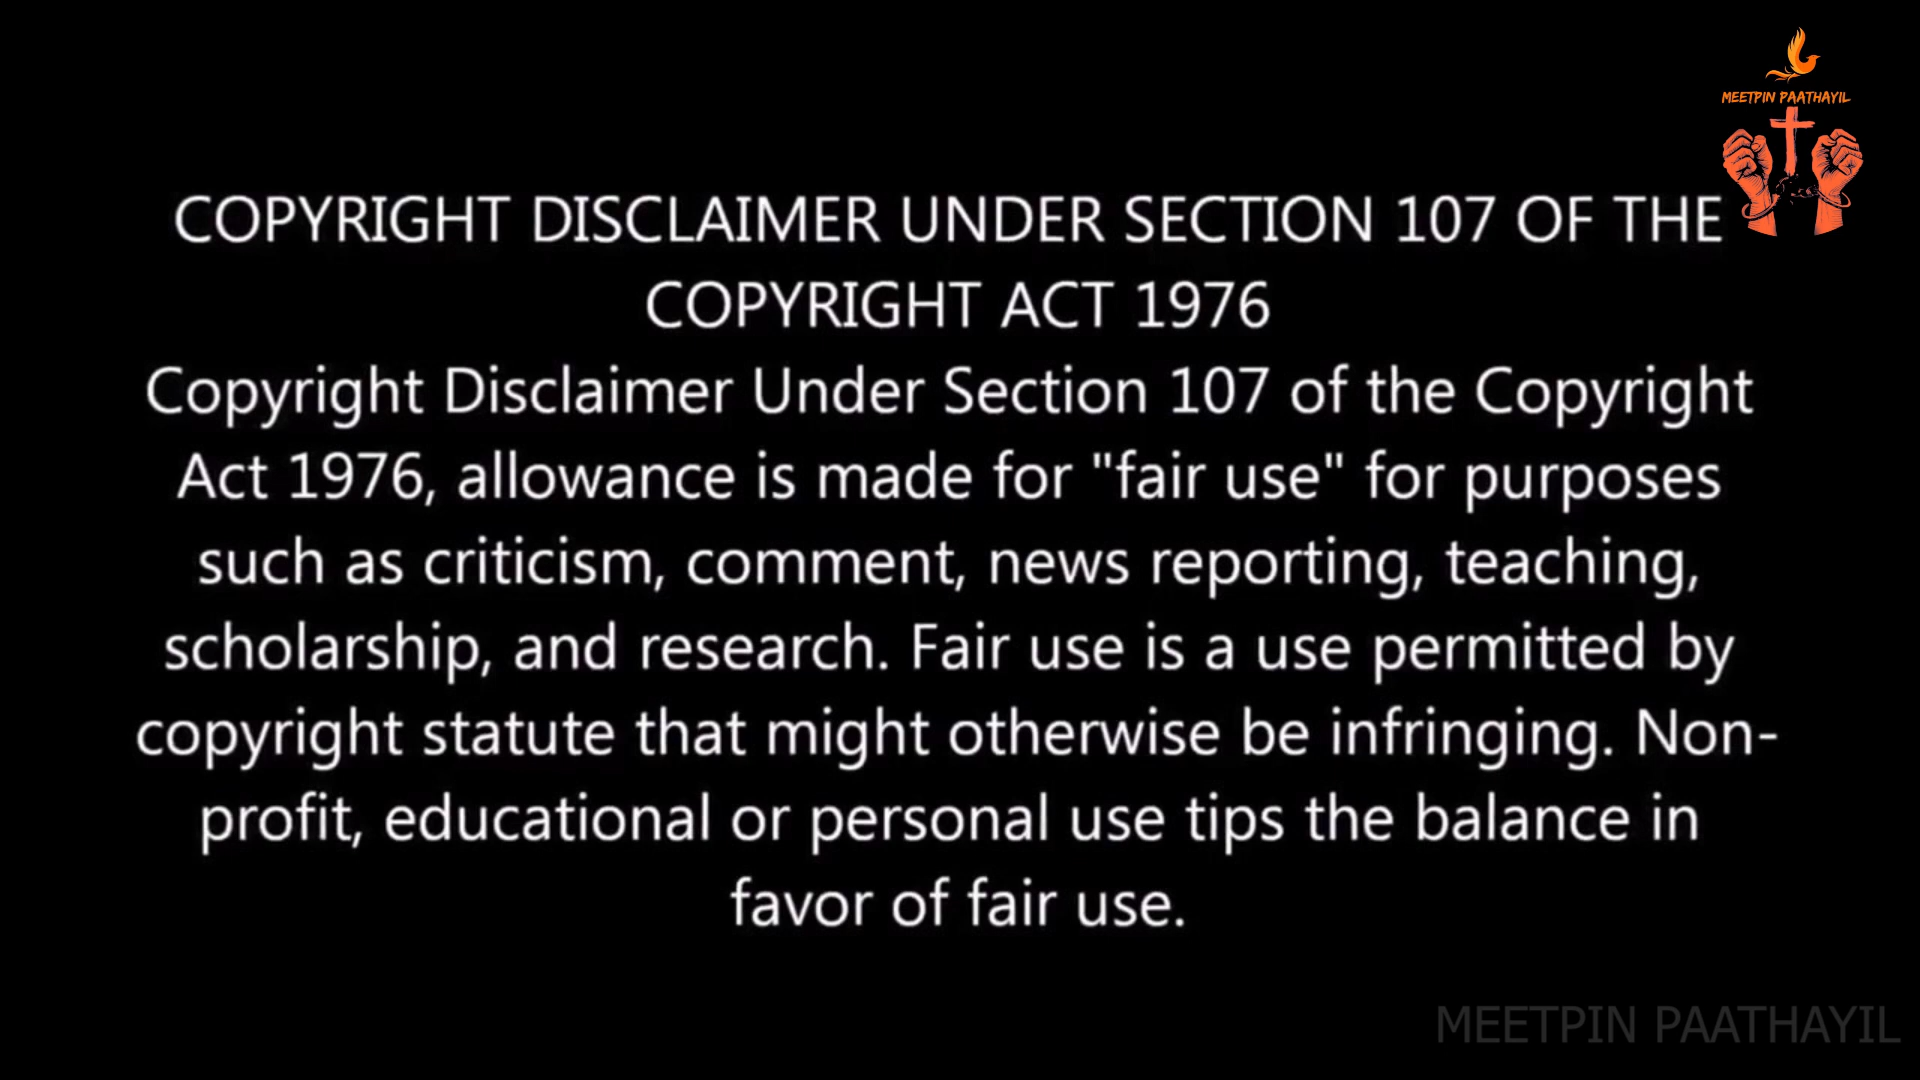 MEETPIN PAATHAYIL
COPYRIGHT DISCLAIMER UNDER SECTION 107 OF THE
COPYRIGHT ACT 1976
Copyright Disclaimer Under Section 107 of the Copyright
Act 1976, allowance is made for "fair use" for purposes
such as criticism, comment, news reporting, teaching,
scholarship, and research. Fair use is a use permitted by
copyright statute that might otherwise be infringing. Non-
profit, educational or personal use tips the balance in
favor of fair use.
MEETPIN PAATHAYIL